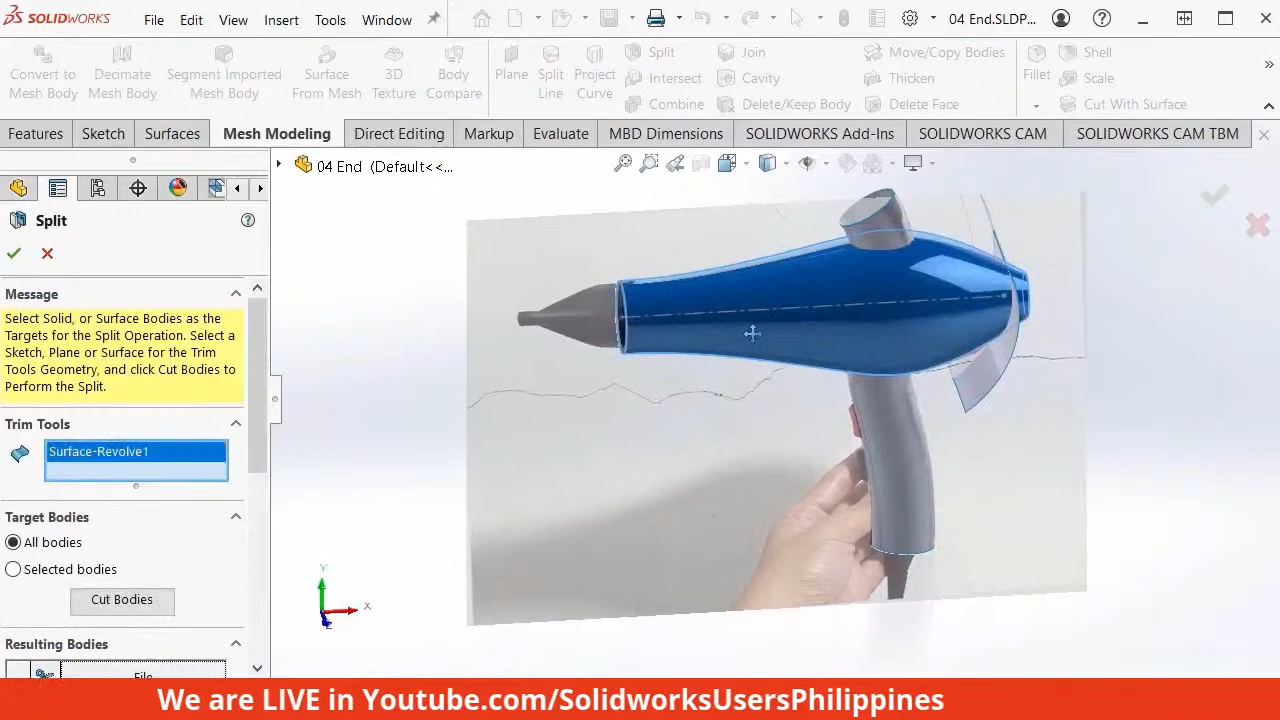 SOLIDWORKS File Edit View Insert Tools Window 04 End.SLDP...
Convert to Mesh Body
Decimate Mesh Body
Segment Imported Mesh Body
Surface From Mesh
3D Texture
Body Compare
Plane
Split Line
Project Curve
Split
Intersect
Combine
Join
Cavity
Delete/Keep Body
Move/Copy Bodies
Thicken
Delete Face
Fillet
Shell
Scale
Cut With Surface
Features Sketch Surfaces Mesh Modeling Direct Editing Markup Evaluate MBD Dimensions SOLIDWORKS Add-Ins SOLIDWORKS CAM SOLIDWORKS CAM TBM
04 End (Default<<...
Split
Message
Select Solid, or Surface Bodies as the
Targets for the Split Operation. Select a
Sketch, Plane or Surface for the Trim
Tools Geometry, and click Cut Bodies to
Perform the Split.
Trim Tools
Surface-Revolve1
Target Bodies
All bodies
Selected bodies
Cut Bodies
Resulting Bodies
File
Y
X
Z
We are LIVE in Youtube.com/SolidworksUsersPhilippines